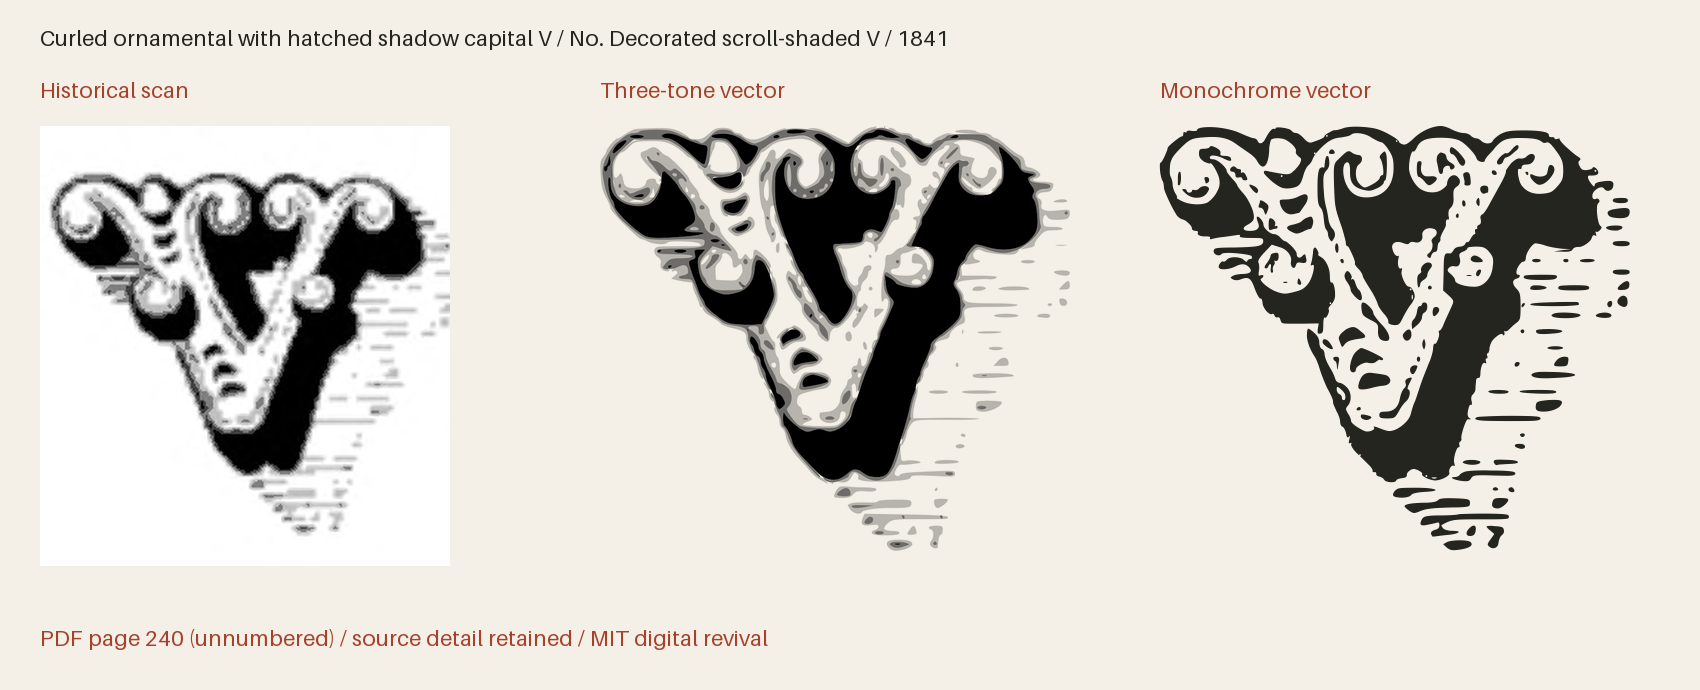 Curled ornamental with hatched shadow capital V / No. Decorated scroll-shaded V / 1841
Historical scan
Three-tone vector
Monochrome vector
V
V
V
PDF page 240 (unnumbered) / source detail retained / MIT digital revival